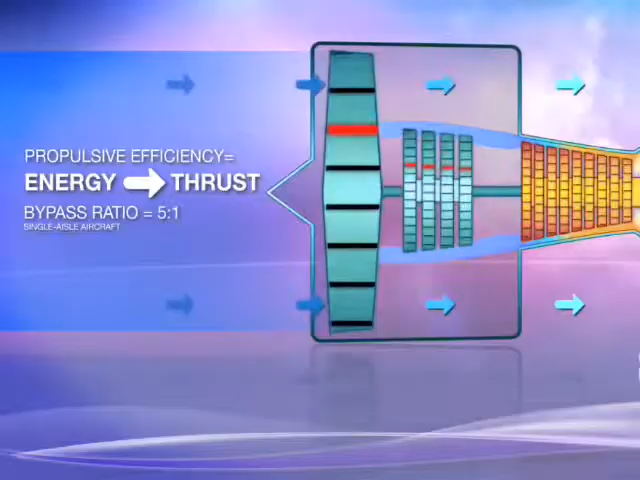 PROPULSIVE EFFICIENCY=
ENERGY THRUST
BYPASS RATIO = 5:1
SINGLE-AISLE AIRCRAFT